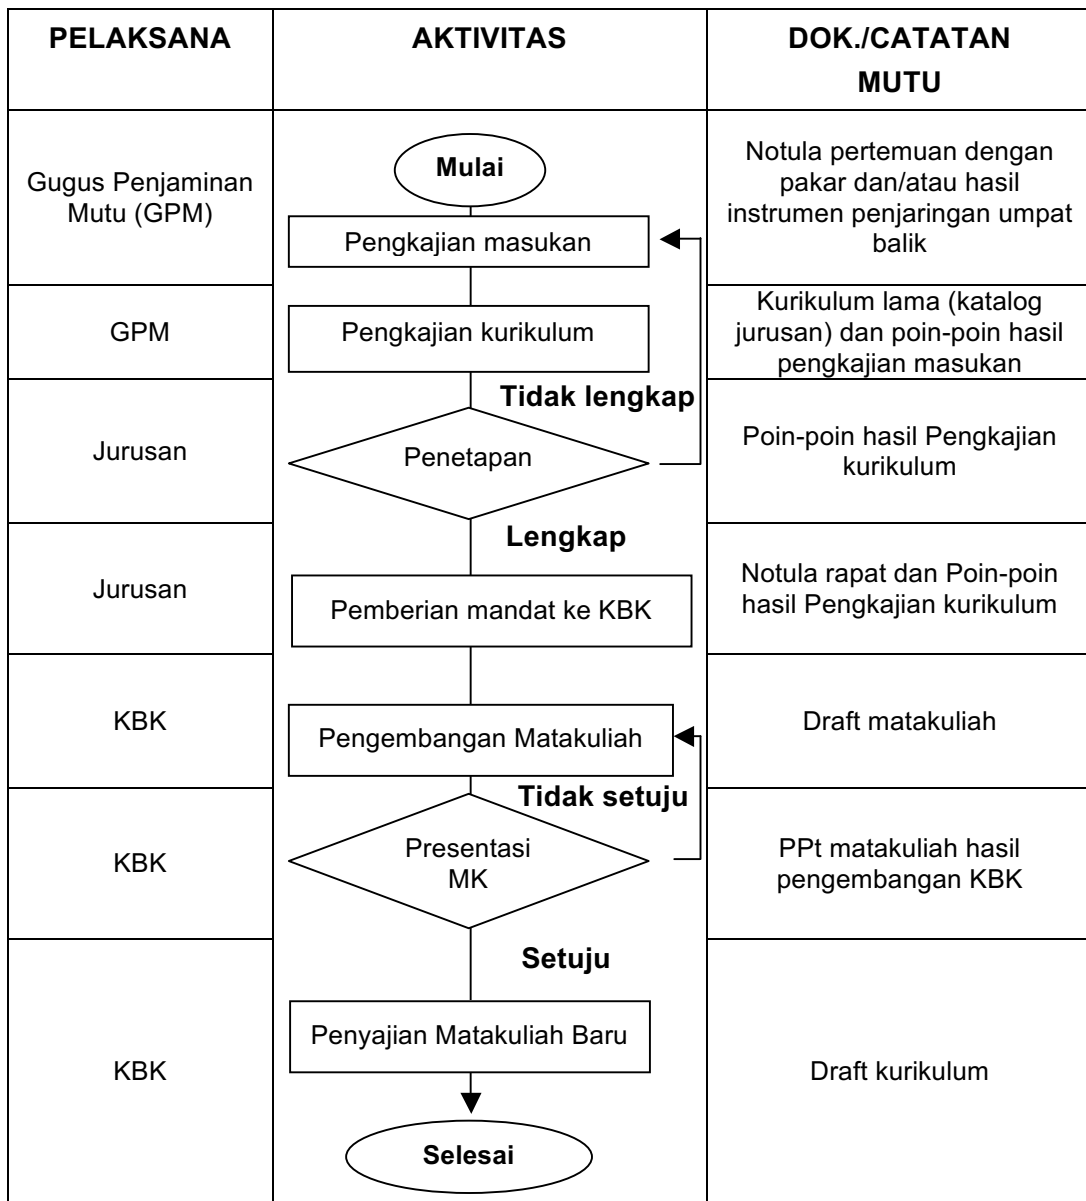 PELAKSANA
AKTIVITAS
DOK./CATATAN
MUTU
Gugus Penjaminan
Mutu (GPM)
Mulai
Pengkajian masukan
Notula pertemuan dengan
pakar dan/atau hasil
instrumen penjaringan umpat
balik
GPM
Pengkajian kurikulum
Kurikulum lama (katalog
jurusan) dan poin-poin hasil
pengkajian masukan
Tidak lengkap
Jurusan
Penetapan
Poin-poin hasil Pengkajian
kurikulum
Lengkap
Jurusan
Pemberian mandat ke KBK
Notula rapat dan Poin-poin
hasil Pengkajian kurikulum
KBK
Pengembangan Matakuliah
Draft matakuliah
Tidak setuju
KBK
Presentasi
MK
PPt matakuliah hasil
pengembangan KBK
Setuju
KBK
Penyajian Matakuliah Baru
Draft kurikulum
Selesai